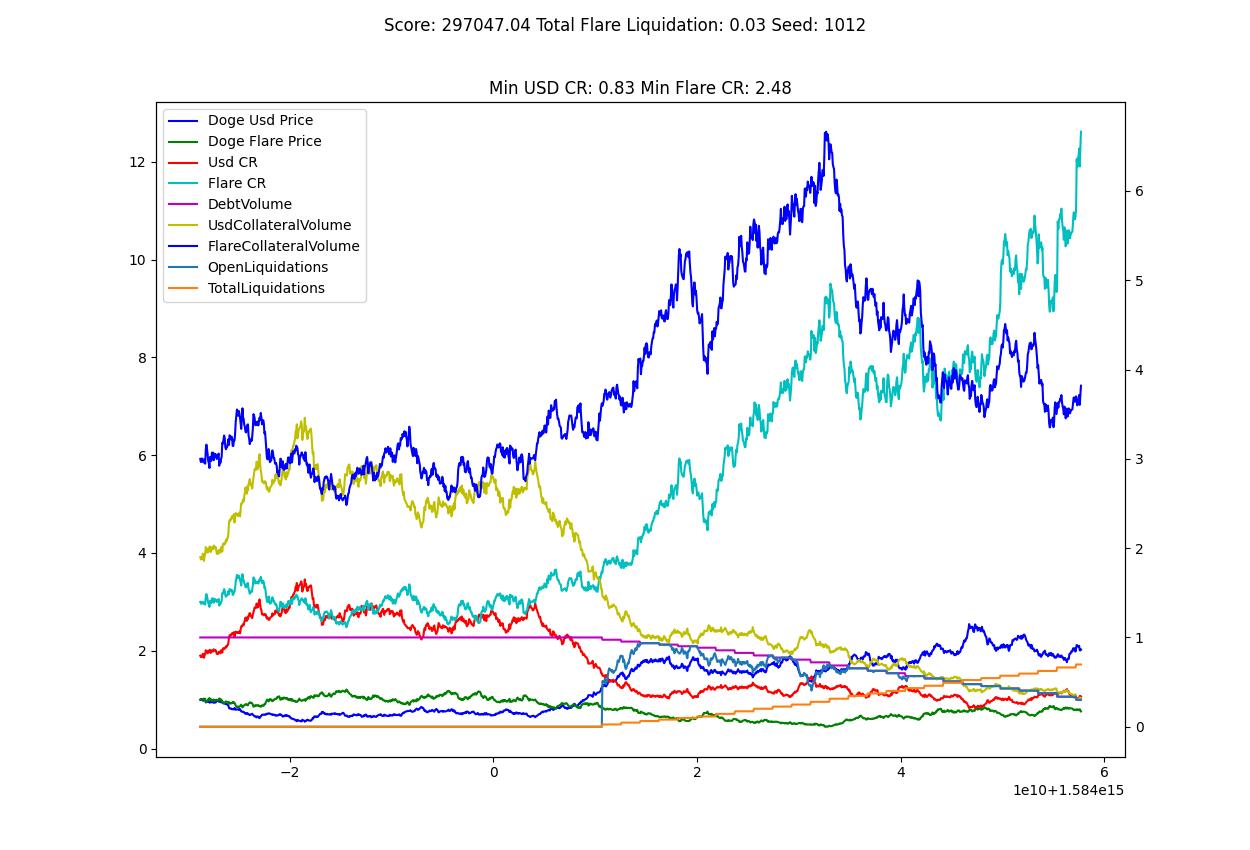 Score: 297047.04 Total Flare Liquidation: 0.03 Seed: 1012
Min USD CR: 0.83 Min Flare CR: 2.48
Doge Usd Price
Doge Flare Price
Usd CR
Flare CR
DebtVolume
UsdCollateralVolume
FlareCollateralVolume
OpenLiquidations
TotalLiquidations
12
10
8
6
4
2
0
6
5
4
3
2
1
0
−2
0
2
4
6
1e10+1.584e15